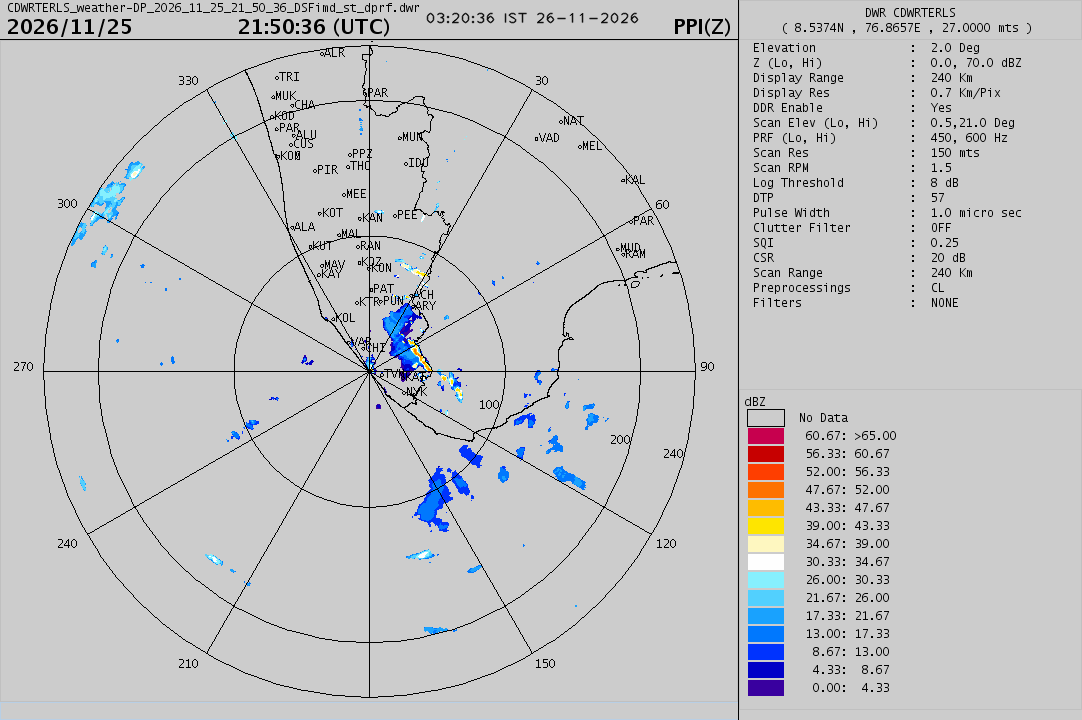 CDWRTERLS_weather-DP_2026_11_25_21_50_36_DSFimd_st_dprf.dwr
2026/11/25 21:50:36 (UTC) 03:20:36 IST 26-11-2026 PPI(Z)
DWR CDWRTERLS
( 8.5374N , 76.8657E , 27.0000 mts )
Elevation : 2.0 Deg
Z (Lo, Hi) : 0.0, 70.0 dBZ
Display Range : 240 Km
Display Res : 0.7 Km/Pix
DDR Enable : Yes
Scan Elev (Lo, Hi) : 0.5,21.0 Deg
PRF (Lo, Hi) : 450, 600 Hz
Scan Res : 150 mts
Scan RPM : 1.5
Log Threshold : 8 dB
DTP : 57
Pulse Width : 1.0 micro sec
Clutter Filter : OFF
SQI : 0.25
CSR : 20 dB
Scan Range : 240 Km
Preprocessings : CL
Filters : NONE
dBZ
No Data
60.67: >65.00
56.33: 60.67
52.00: 56.33
47.67: 52.00
43.33: 47.67
39.00: 43.33
34.67: 39.00
30.33: 34.67
26.00: 30.33
21.67: 26.00
17.33: 21.67
13.00: 17.33
8.67: 13.00
4.33: 8.67
0.00: 4.33
ALR
TRI
330
30
MUK
PAR
CHA
KOD
NAT
PAR
ALU
MUN
VAD
CUS
MEL
PPZ
THO
IDU
PIR
KAL
MEE
300
60
KOT
KAN
PEE
PAR
ALA
MAL
KUT
RAN
MUD
RAM
MAV
KOZ
KON
KAY
PAT
ACH
KTR
PUN
ARY
KOL
VAR
CHI
270
90
TVM
NYK
100
200
240
240
120
210
150